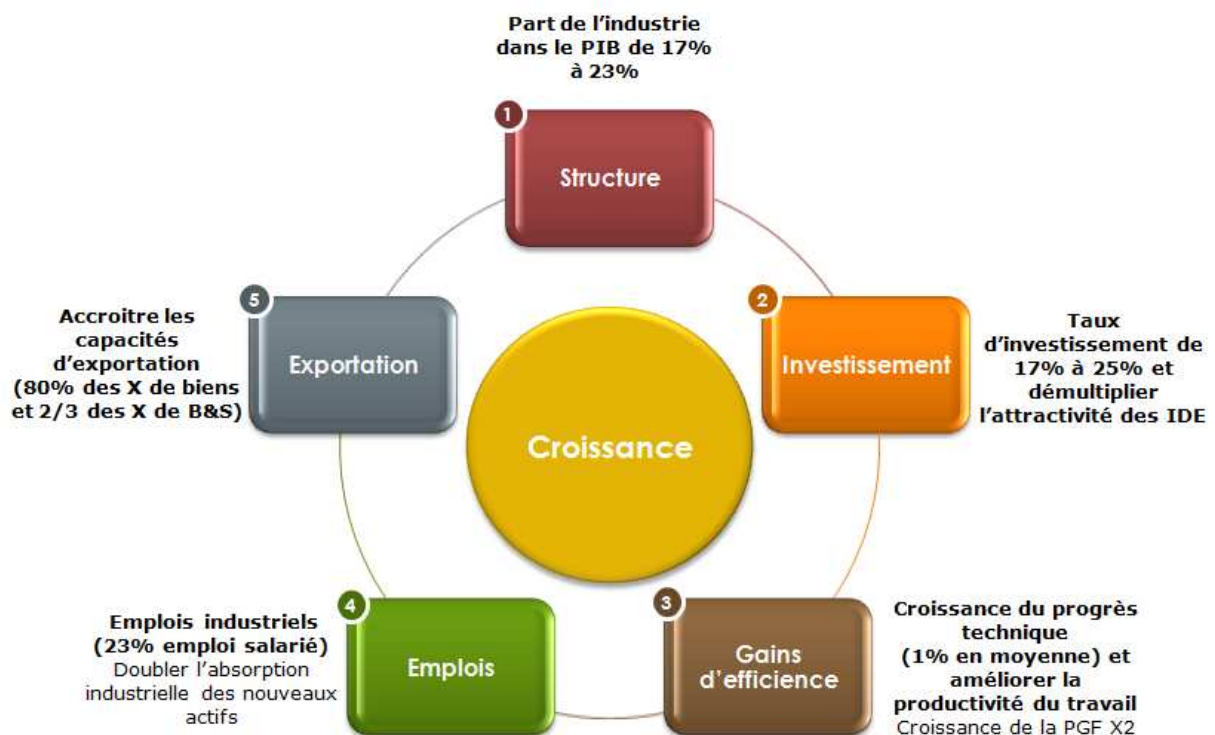 Part de l'industrie
dans le PIB de 17%
à 23%
1
Structure
2
Investissement
Taux
d'investissement de
17% à 25% et
démultiplier
l'attractivité des IDE
3
Gains
d'efficience
Croissance du progrès
technique
(1% en moyenne) et
améliorer la
productivité du travail
Croissance de la PGF X2
4
Emplois
Emplois industriels
(23% emploi salarié)
Doubler l'absorption
industrielle des nouveaux
actifs
5
Exportation
Accroitre les
capacités
d'exportation
(80% des X de biens
et 2/3 des X de B&S)
Croissance